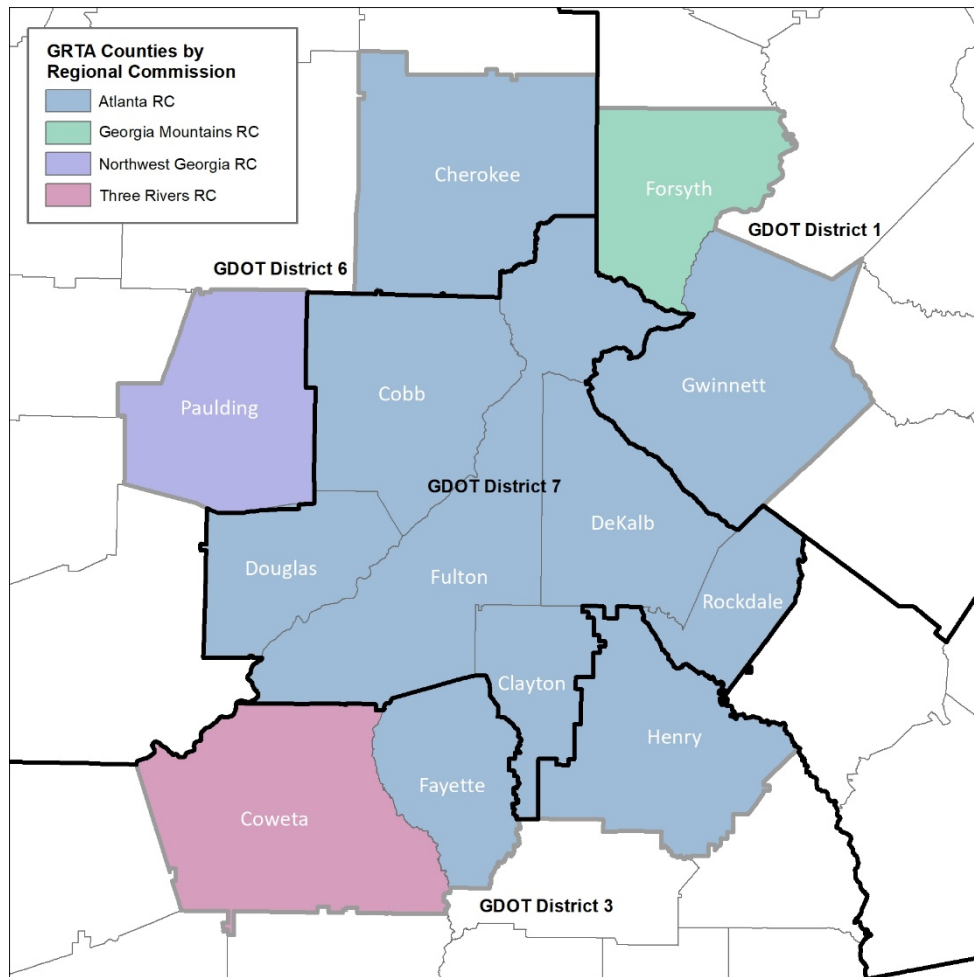 GRTA Counties by
Regional Commission
Atlanta RC
Georgia Mountains RC
Northwest Georgia RC
Three Rivers RC
Cherokee
Forsyth
GDOT District 1
GDOT District 6
Paulding
Cobb
Gwinnett
GDOT District 7
DeKalb
Douglas
Fulton
Rockdale
Clayton
Henry
Fayette
Coweta
GDOT District 3